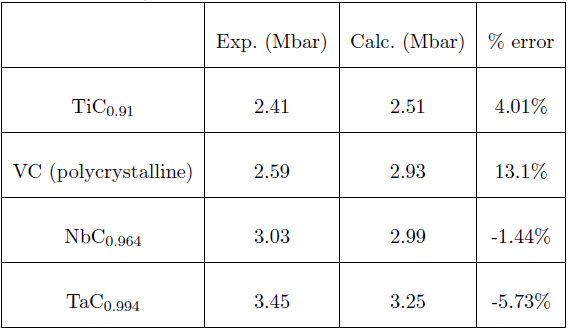 Exp. (Mbar) Calc. (Mbar) % error
TiC₀.₉₁ 2.41 2.51 4.01%
VC (polycrystalline) 2.59 2.93 13.1%
NbC₀.₉₆₄ 3.03 2.99 -1.44%
TaC₀.₉₉₄ 3.45 3.25 -5.73%